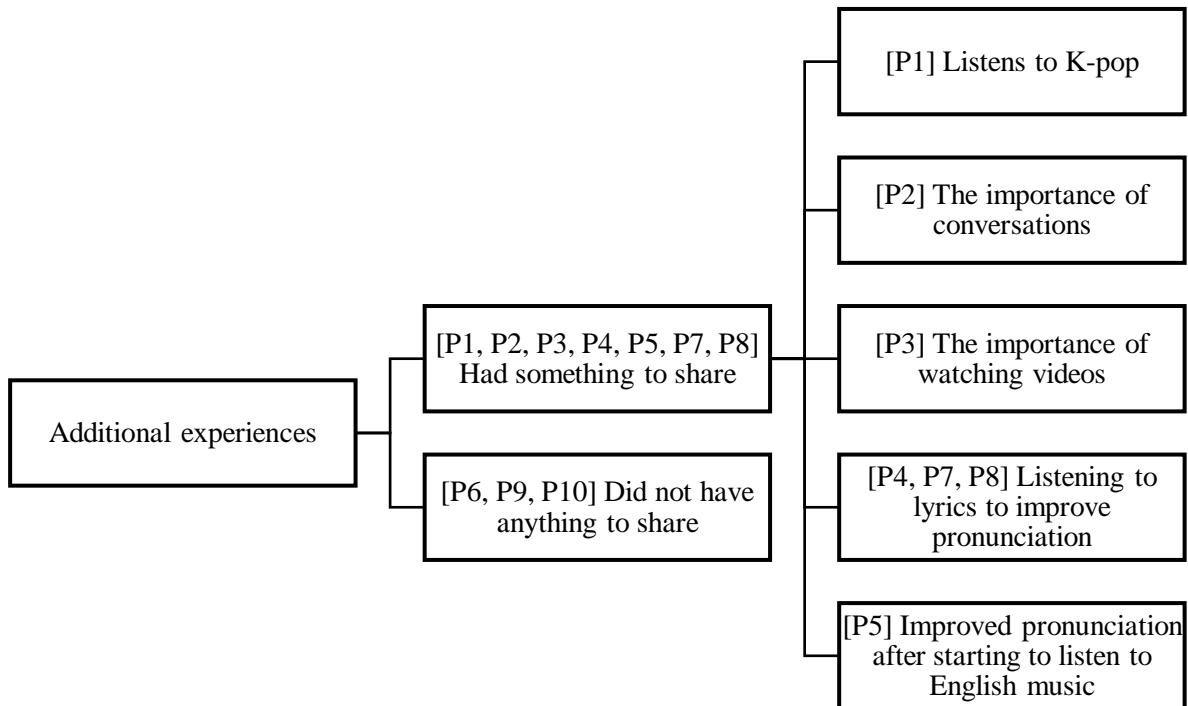 Additional experiences
[P1, P2, P3, P4, P5, P7, P8]
Had something to share
[P6, P9, P10] Did not have
anything to share
[P1] Listens to K-pop
[P2] The importance of
conversations
[P3] The importance of
watching videos
[P4, P7, P8] Listening to
lyrics to improve
pronunciation
[P5] Improved pronunciation
after starting to listen to
English music